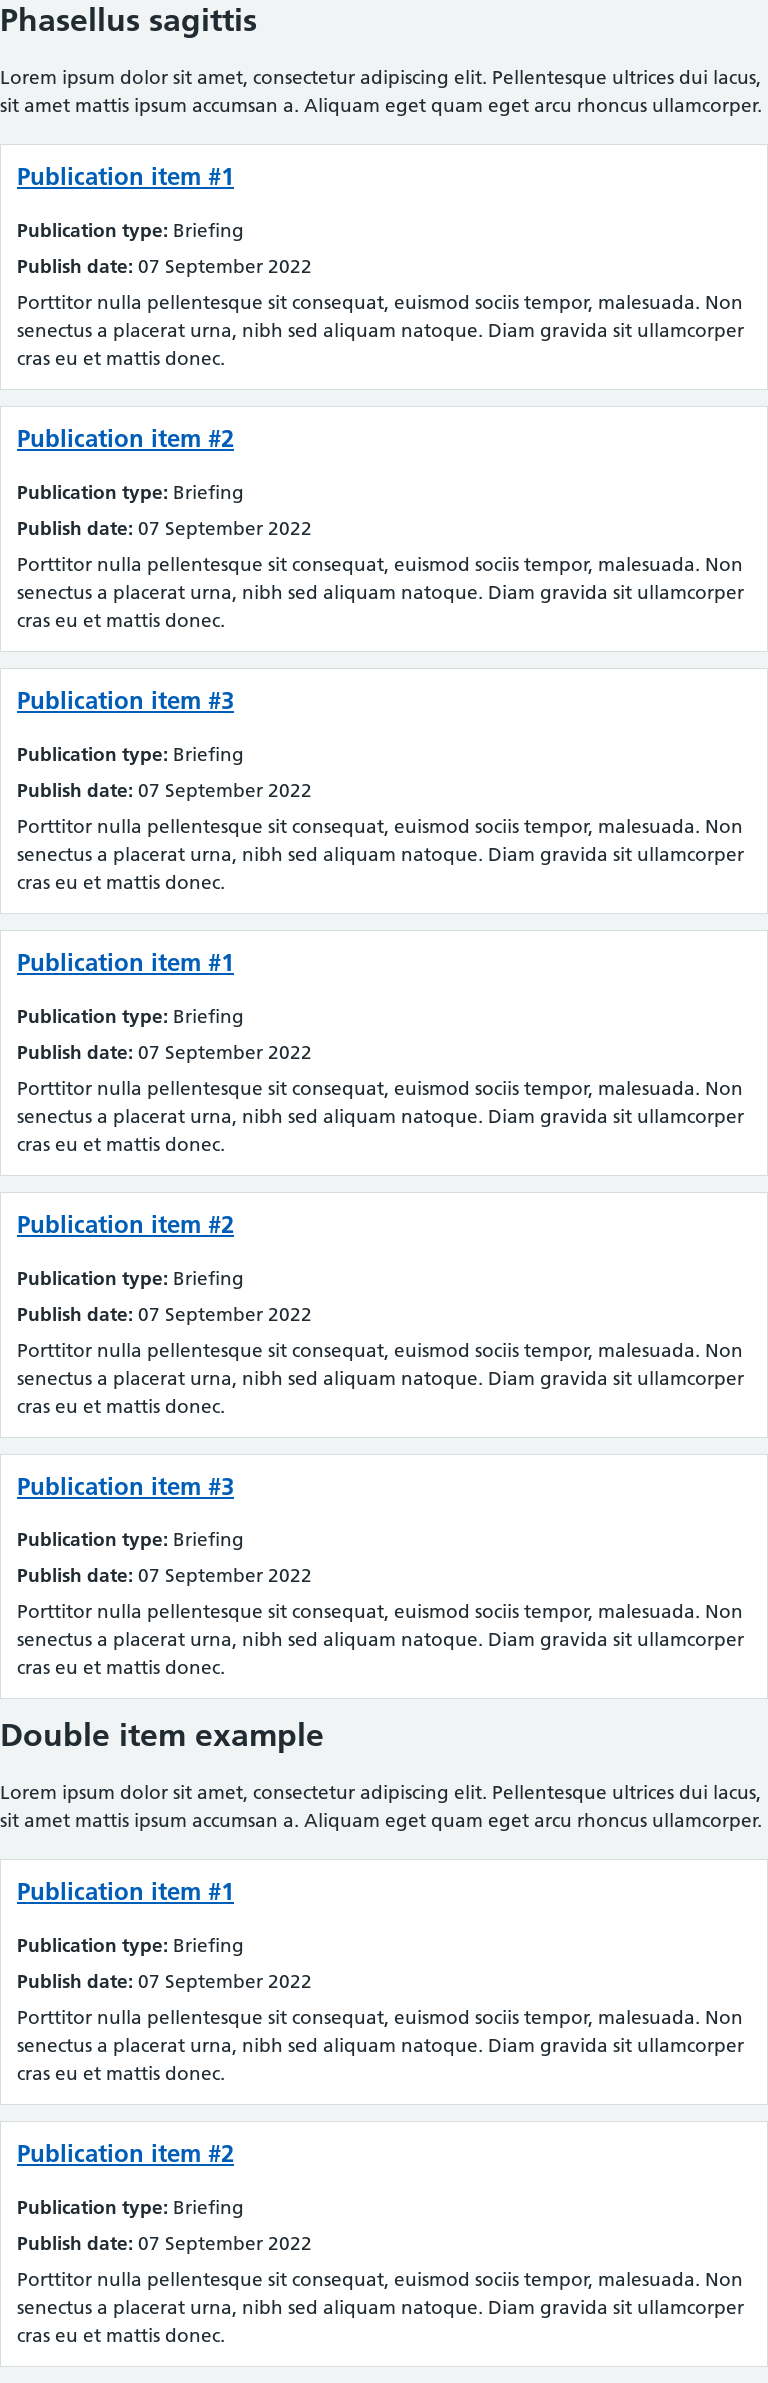 Phasellus sagittis
Lorem ipsum dolor sit amet, consectetur adipiscing elit. Pellentesque ultrices dui lacus,
sit amet mattis ipsum accumsan a. Aliquam eget quam eget arcu rhoncus ullamcorper.
Publication item #1
Publication type: Briefing
Publish date: 07 September 2022
Porttitor nulla pellentesque sit consequat, euismod sociis tempor, malesuada. Non
senectus a placerat urna, nibh sed aliquam natoque. Diam gravida sit ullamcorper
cras eu et mattis donec.
Publication item #2
Publication type: Briefing
Publish date: 07 September 2022
Porttitor nulla pellentesque sit consequat, euismod sociis tempor, malesuada. Non
senectus a placerat urna, nibh sed aliquam natoque. Diam gravida sit ullamcorper
cras eu et mattis donec.
Publication item #3
Publication type: Briefing
Publish date: 07 September 2022
Porttitor nulla pellentesque sit consequat, euismod sociis tempor, malesuada. Non
senectus a placerat urna, nibh sed aliquam natoque. Diam gravida sit ullamcorper
cras eu et mattis donec.
Publication item #1
Publication type: Briefing
Publish date: 07 September 2022
Porttitor nulla pellentesque sit consequat, euismod sociis tempor, malesuada. Non
senectus a placerat urna, nibh sed aliquam natoque. Diam gravida sit ullamcorper
cras eu et mattis donec.
Publication item #2
Publication type: Briefing
Publish date: 07 September 2022
Porttitor nulla pellentesque sit consequat, euismod sociis tempor, malesuada. Non
senectus a placerat urna, nibh sed aliquam natoque. Diam gravida sit ullamcorper
cras eu et mattis donec.
Publication item #3
Publication type: Briefing
Publish date: 07 September 2022
Porttitor nulla pellentesque sit consequat, euismod sociis tempor, malesuada. Non
senectus a placerat urna, nibh sed aliquam natoque. Diam gravida sit ullamcorper
cras eu et mattis donec.
Double item example
Lorem ipsum dolor sit amet, consectetur adipiscing elit. Pellentesque ultrices dui lacus,
sit amet mattis ipsum accumsan a. Aliquam eget quam eget arcu rhoncus ullamcorper.
Publication item #1
Publication type: Briefing
Publish date: 07 September 2022
Porttitor nulla pellentesque sit consequat, euismod sociis tempor, malesuada. Non
senectus a placerat urna, nibh sed aliquam natoque. Diam gravida sit ullamcorper
cras eu et mattis donec.
Publication item #2
Publication type: Briefing
Publish date: 07 September 2022
Porttitor nulla pellentesque sit consequat, euismod sociis tempor, malesuada. Non
senectus a placerat urna, nibh sed aliquam natoque. Diam gravida sit ullamcorper
cras eu et mattis donec.